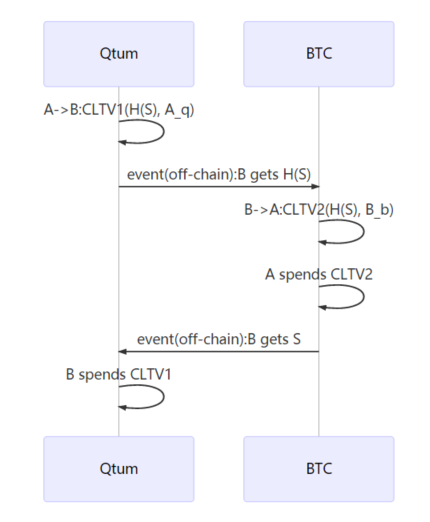 Qtum
BTC
A->B:CLTV1(H(S), A_q)
event(off-chain):B gets H(S)
B->A:CLTV2(H(S), B_b)
A spends CLTV2
event(off-chain):B gets S
B spends CLTV1
Qtum
BTC